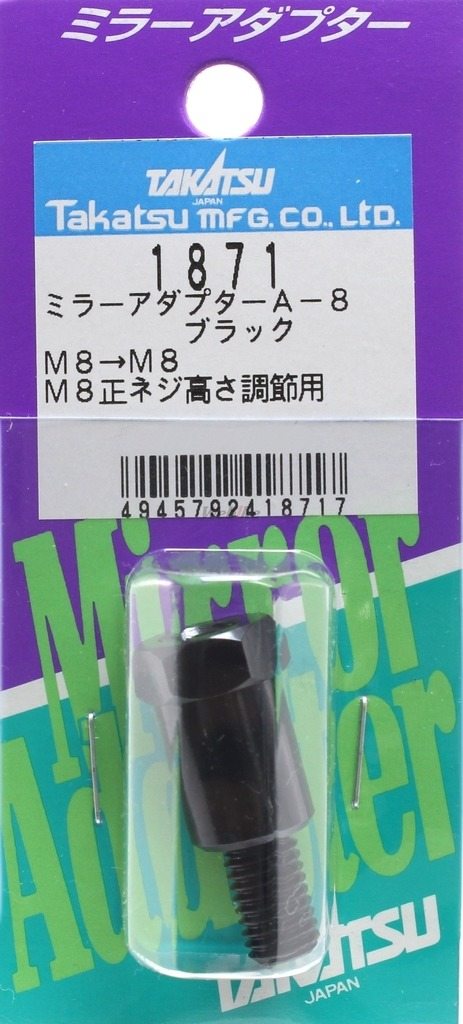 ミラーアダプター
TAKATSU
JAPAN
Takatsu MFG. CO., LTD.
1871
ミラーアダプターA-8
ブラック
M8→M8
M8正ネジ高さ調節用
4945792418717
Mirror
Adapter
TAKATSU
JAPAN